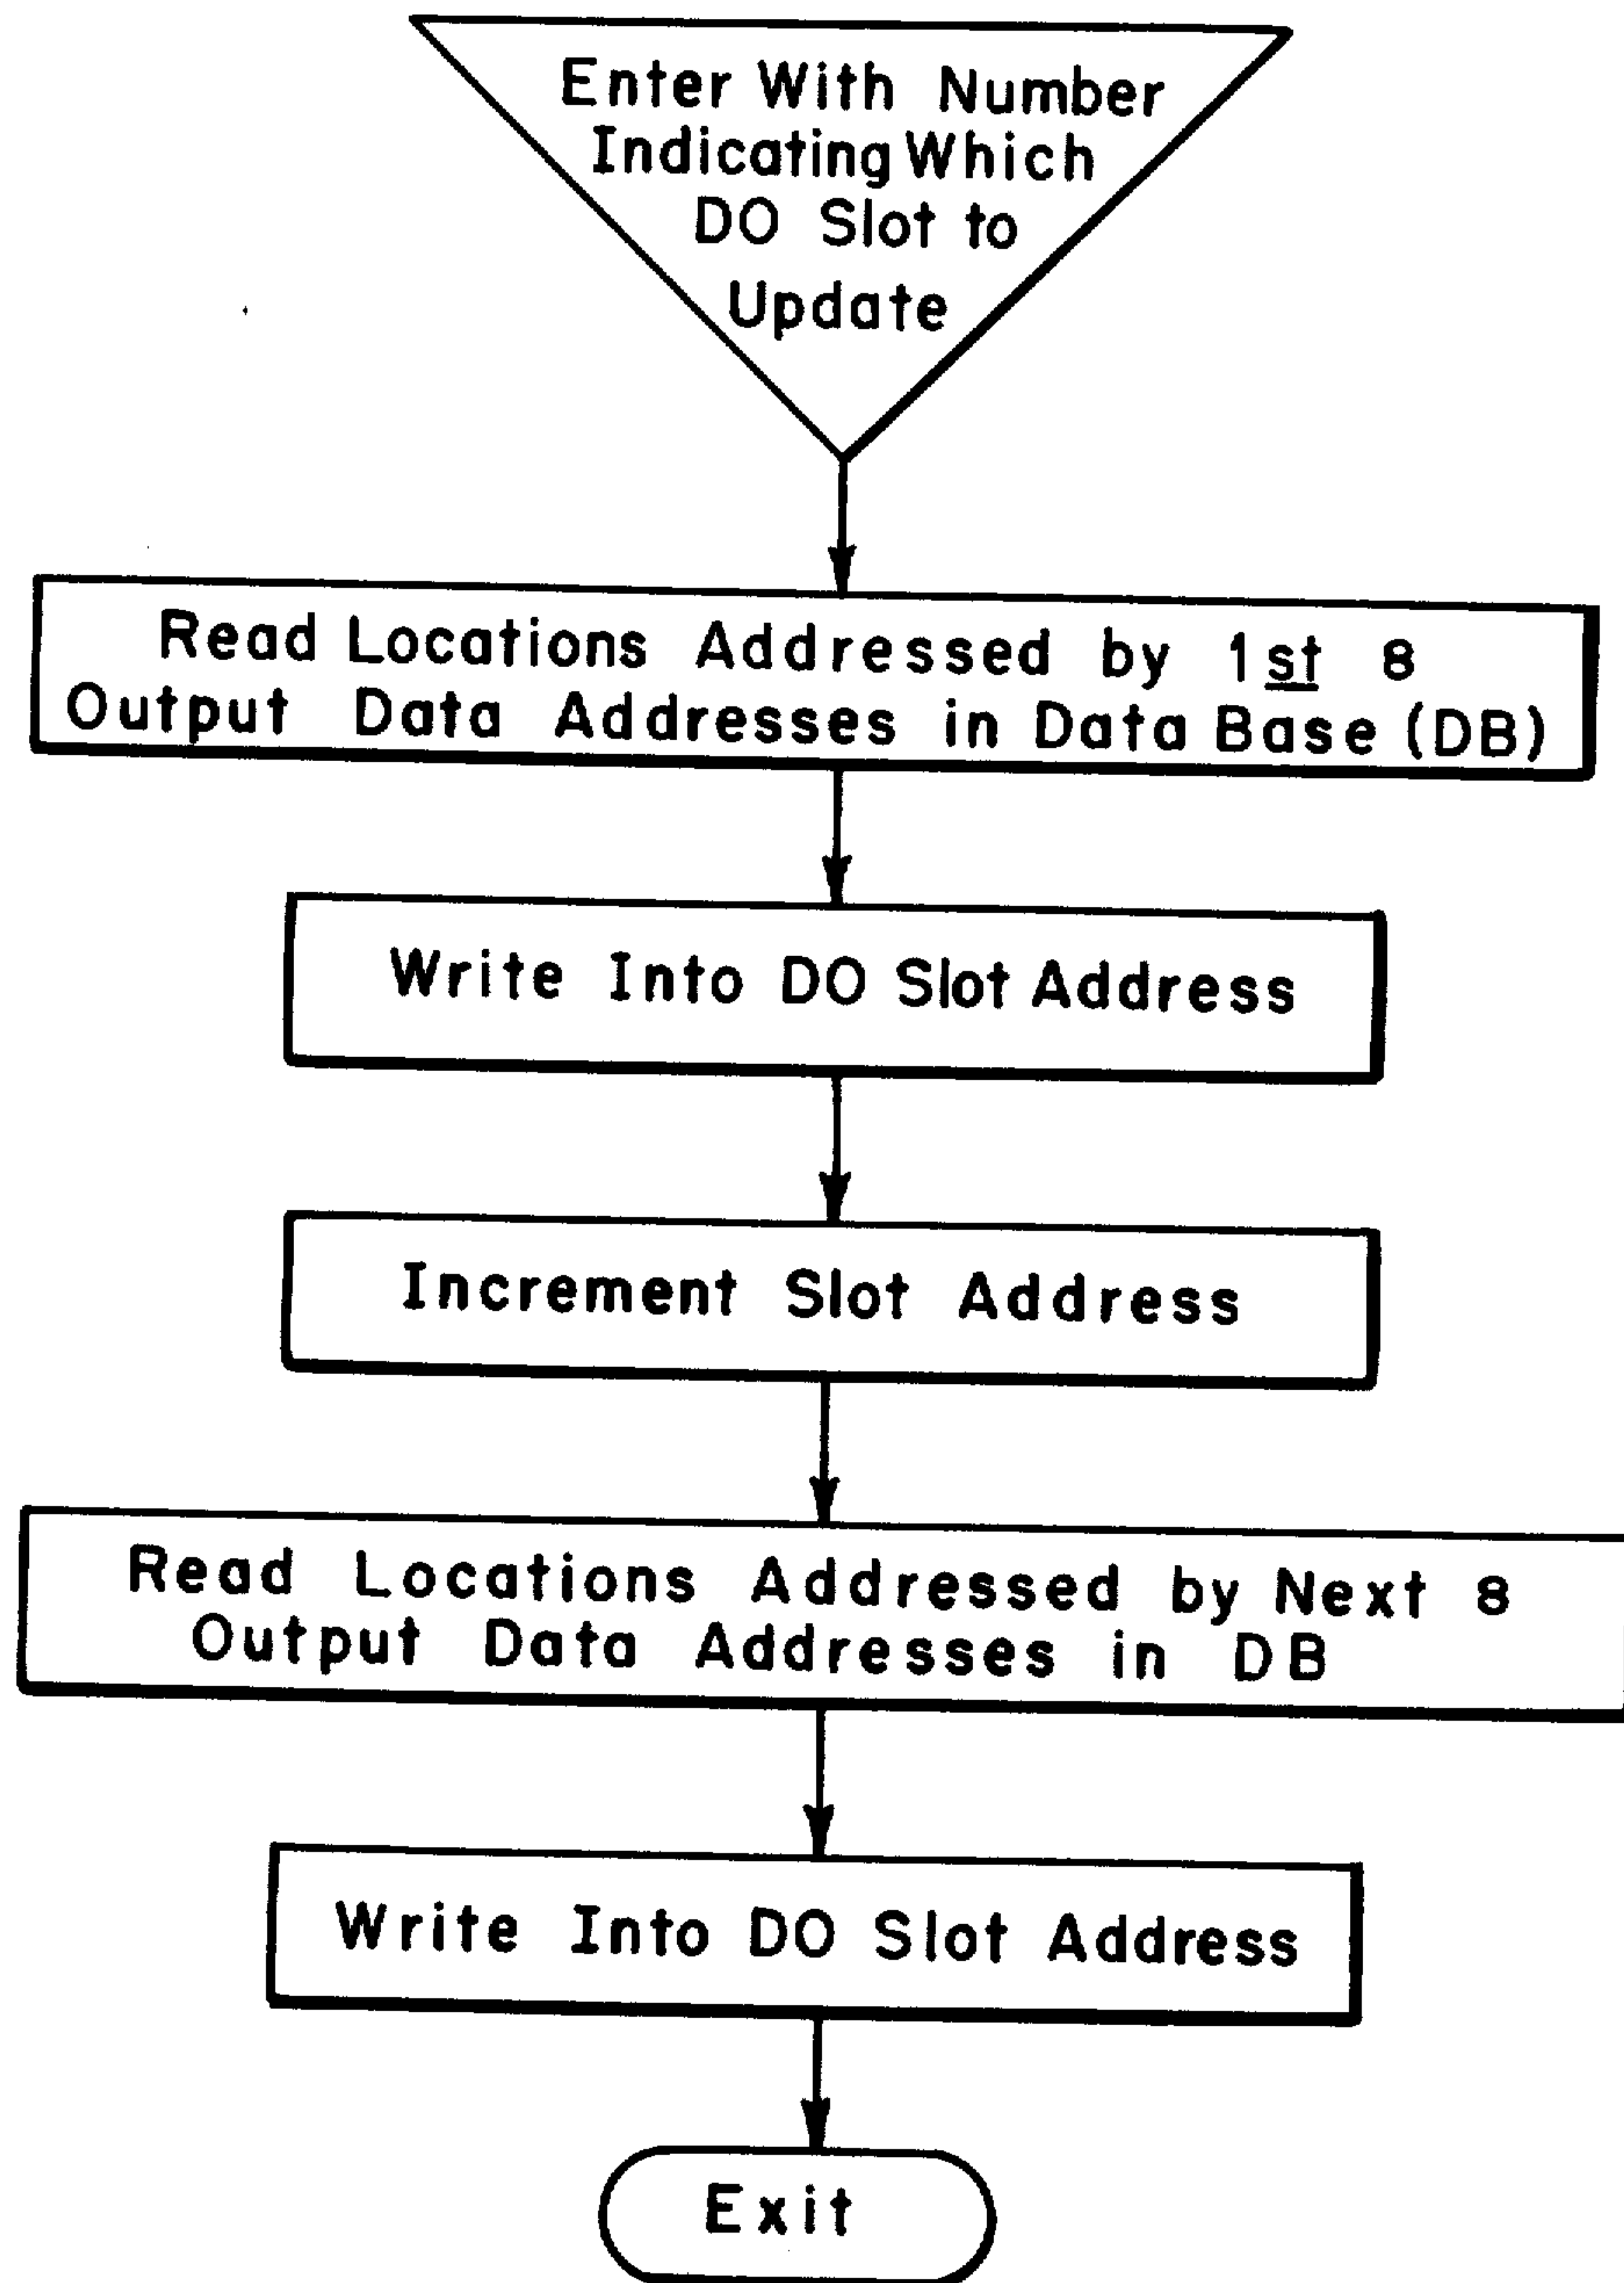 Enter With Number
Indicating Which
DO Slot to
Update
Read Locations Addressed by 1st 8
Output Data Addresses in Data Base (DB)
Write Into DO Slot Address
Increment Slot Address
Read Locations Addressed by Next 8
Output Data Addresses in DB
Write Into DO Slot Address
Exit